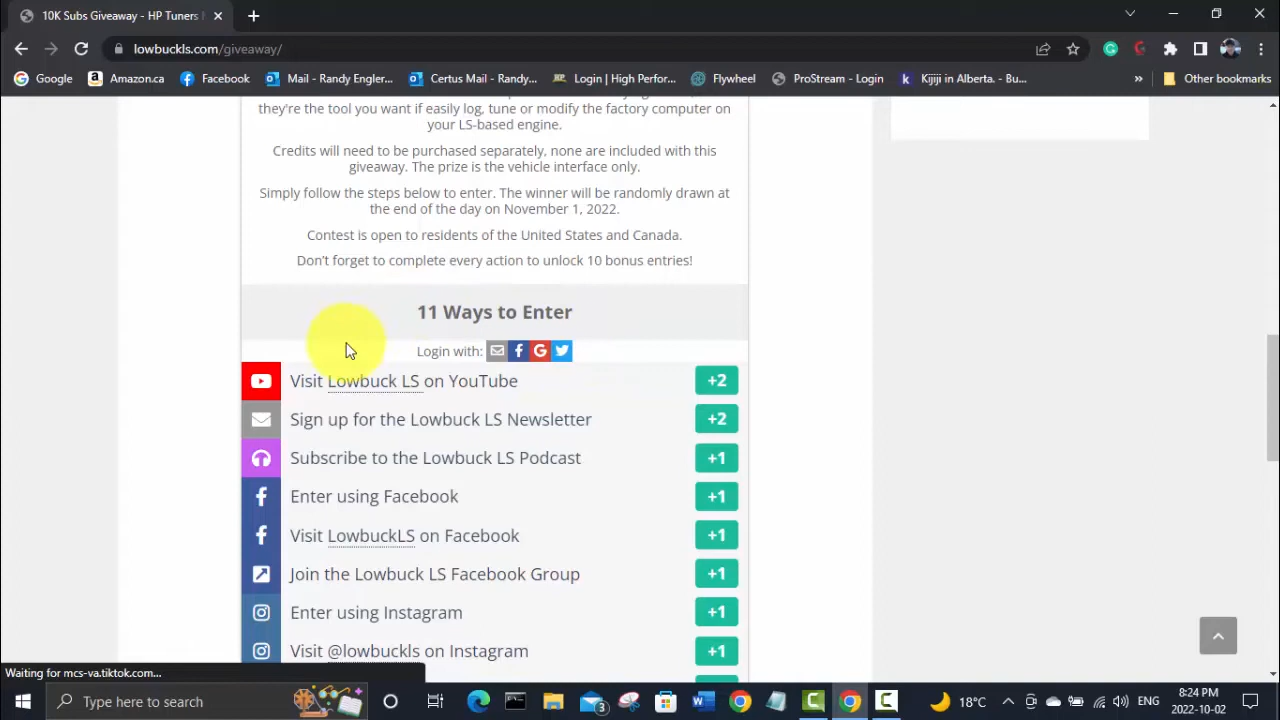 10K Subs Giveaway - HP Tuners
lowbuckls.com/giveaway/
Google
Amazon.ca
Facebook
Mail - Randy Engler...
Certus Mail - Randy...
Login | High Perfor...
Flywheel
ProStream - Login
Kijiji in Alberta. - Bu...
»
Other bookmarks
they're the tool you want if easily log, tune or modify the factory computer on
your LS-based engine.
Credits will need to be purchased separately, none are included with this
giveaway. The prize is the vehicle interface only.
Simply follow the steps below to enter. The winner will be randomly drawn at
the end of the day on November 1, 2022.
Contest is open to residents of the United States and Canada.
Don't forget to complete every action to unlock 10 bonus entries!
11 Ways to Enter
Login with:
Visit Lowbuck LS on YouTube +2
Sign up for the Lowbuck LS Newsletter +2
Subscribe to the Lowbuck LS Podcast +1
Enter using Facebook +1
Visit LowbuckLS on Facebook +1
Join the Lowbuck LS Facebook Group +1
Enter using Instagram +1
Visit @lowbuckls on Instagram +1
Waiting for mcs-va.tiktok.com...
Type here to search
3
18°C
ENG
8:24 PM
2022-10-02